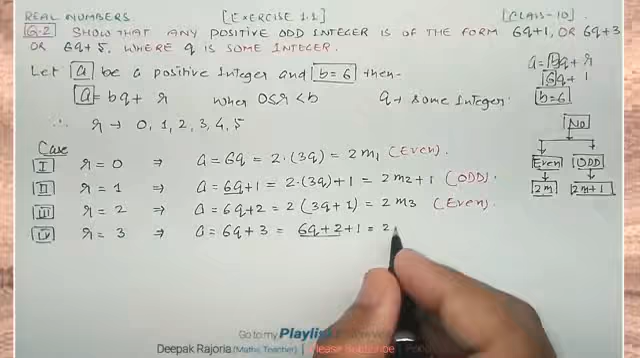 REAL NUMBERS [EXERCISE 1.1] [CLASS-10]
Q-2 SHOW THAT ANY POSITIVE ODD INTEGER IS OF THE FORM 6q+1, OR 6q+3
OR 6q+5, WHERE q IS SOME INTEGER.
Let a be a positive Integer and b=6 then-
a = bq + r when 0≤r<b q → some Integer
∴ r → 0, 1, 2, 3, 4, 5
a = bq + r
6q + 1
b=6
No
Even ODD
2m 2m+1
Case
I r = 0 ⇒ a = 6q = 2·(3q) = 2m1 (Even).
II r = 1 ⇒ a = 6q+1 = 2·(3q)+1 = 2m2+1 (ODD).
III r = 2 ⇒ a = 6q+2 = 2(3q+1) = 2m3 (Even)
IV r = 3 ⇒ a = 6q+3 = 6q+2+1 = 2
Go to my Playlist
Deepak Rajoria (Maths Teacher) | Please Subscribe |